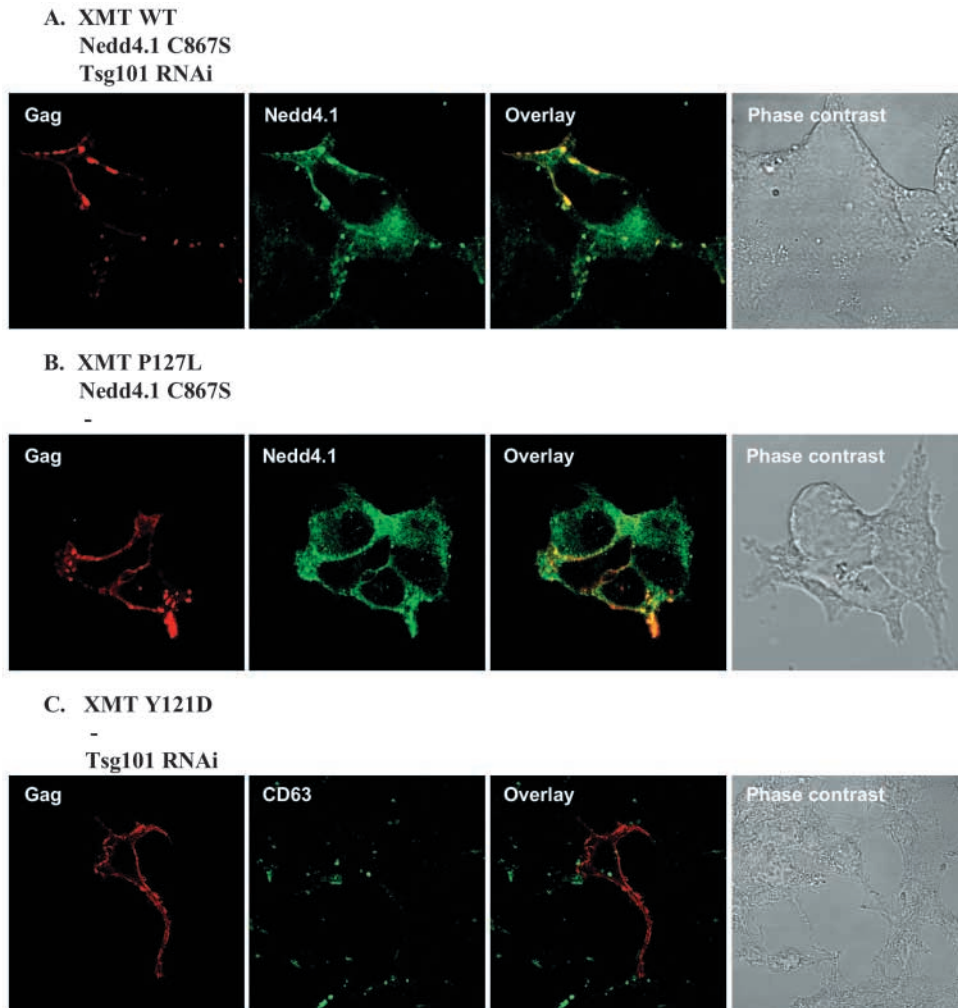 A. XMT WT
Nedd4.1 C867S
Tsg101 RNAi
Gag Nedd4.1 Overlay Phase contrast
B. XMT P127L
Nedd4.1 C867S
-
Gag Nedd4.1 Overlay Phase contrast
C. XMT Y121D
-
Tsg101 RNAi
Gag CD63 Overlay Phase contrast